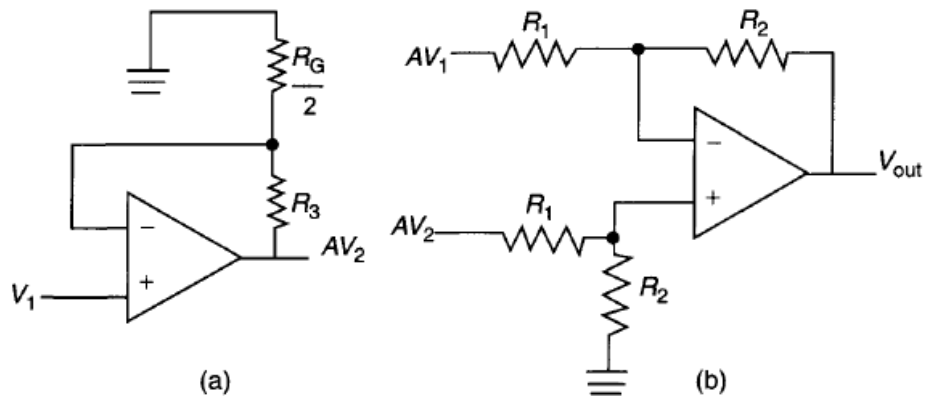 R_G
2
R_3
AV_2
V_1
(a)
R_1
R_2
AV_1
V_out
R_1
AV_2
R_2
(b)
−
+
−
+